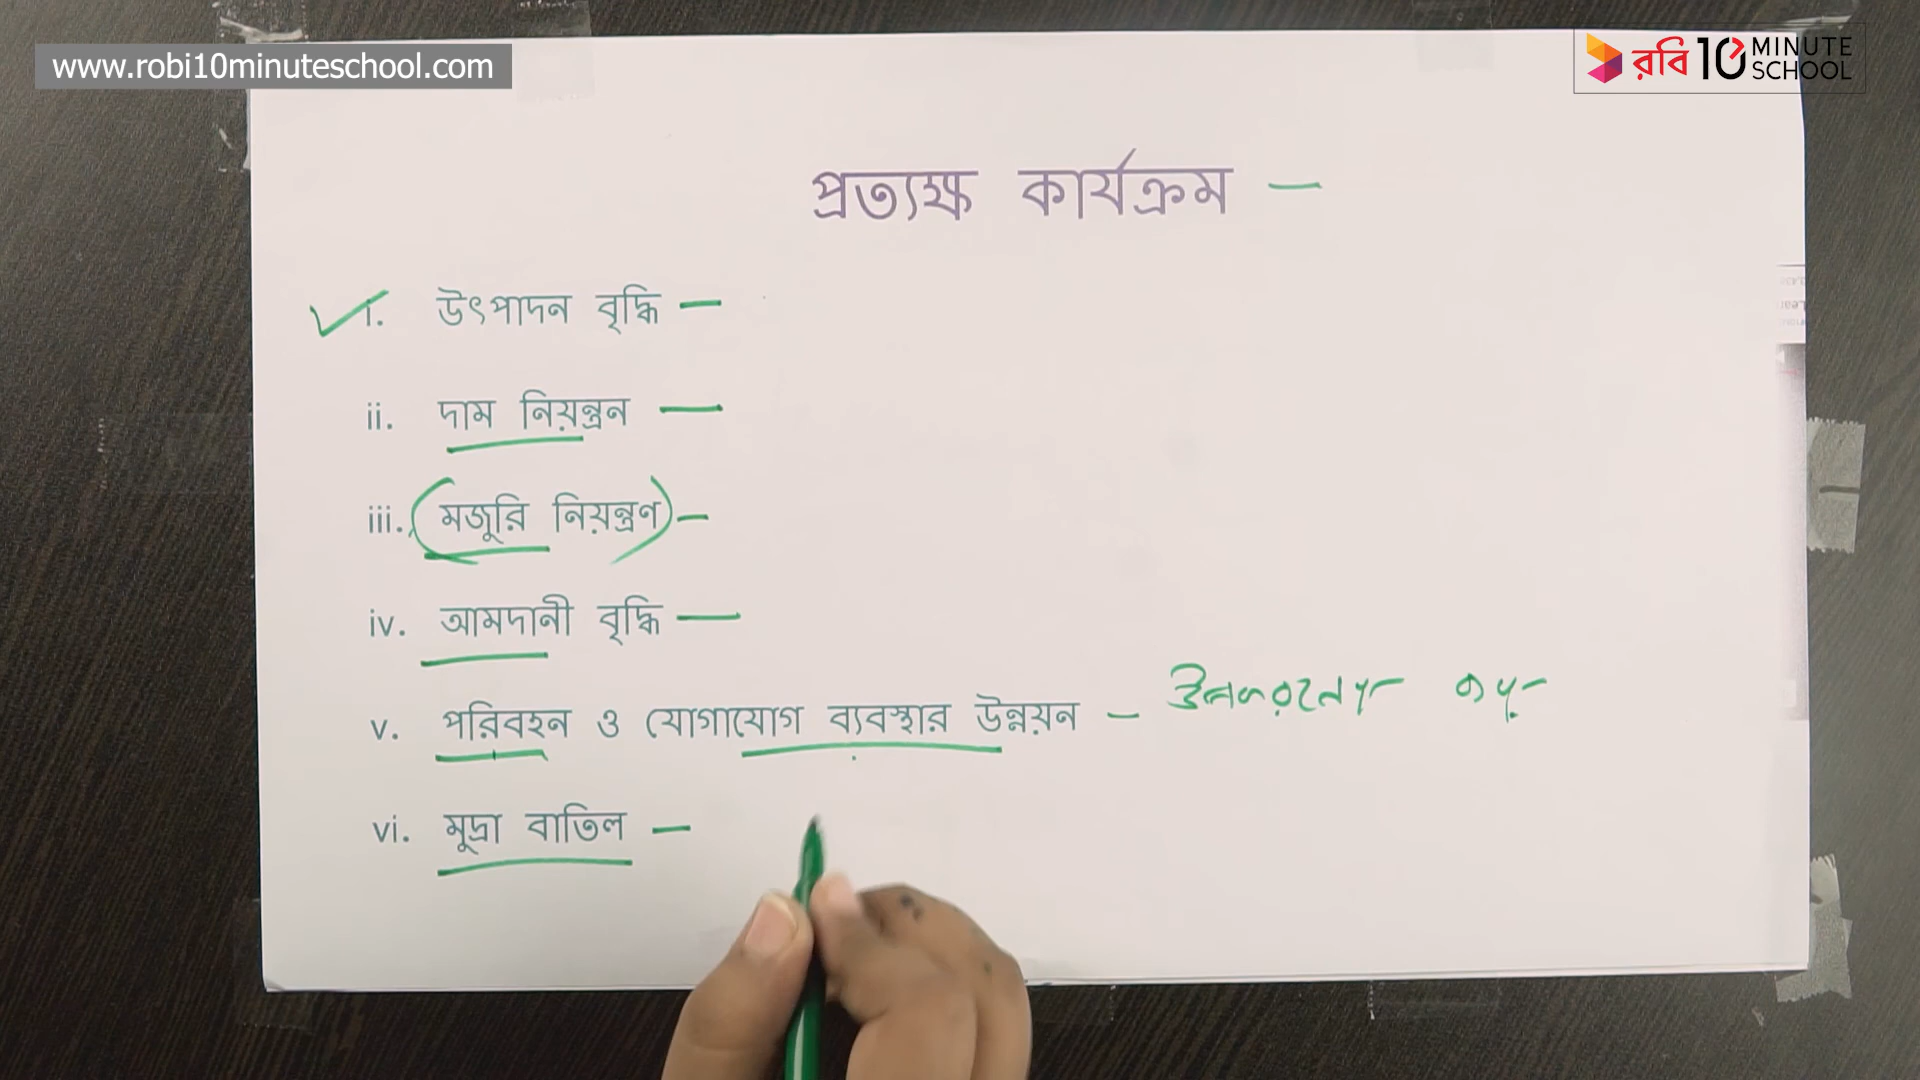 www.robi10minuteschool.com
রবি 10 MINUTE SCHOOL
প্রত্যক্ষ কার্যক্রম –
i. উৎপাদন বৃদ্ধি –
ii. দাম নিয়ন্ত্রন –
iii. (মজুরি নিয়ন্ত্রণ) –
iv. আমদানী বৃদ্ধি –
v. পরিবহন ও যোগাযোগ ব্যবস্থার উন্নয়ন –
vi. মুদ্রা বাতিল –